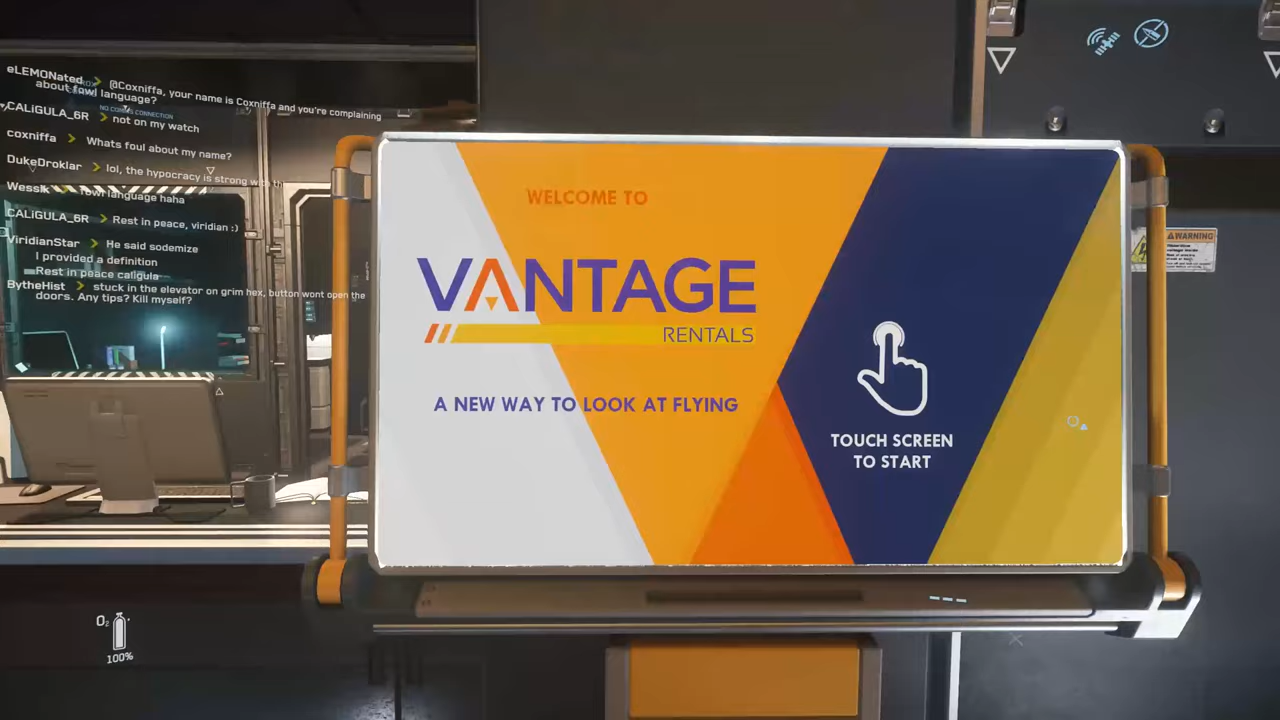 eLEMONated > @Coxniffa, your name is Coxniffa and you're complaining
about fowl language?
NO COMMS CONNECTION
CALiGULA_6R > not on my watch
coxniffa > Whats foul about my name?
DukeDroklar > lol, the hypocracy is strong with
Wessik > fowl language haha
CALiGULA_6R > Rest in peace, viridian :)
ViridianStar > He said sodemize
I provided a definition
Rest in peace caligula
BytheHist > stuck in the elevator on grim hex, button wont open the
doors. Any tips? Kill myself?
WELCOME TO
VANTAGE
RENTALS
A NEW WAY TO LOOK AT FLYING
TOUCH SCREEN
TO START
WARNING
O₂
100%